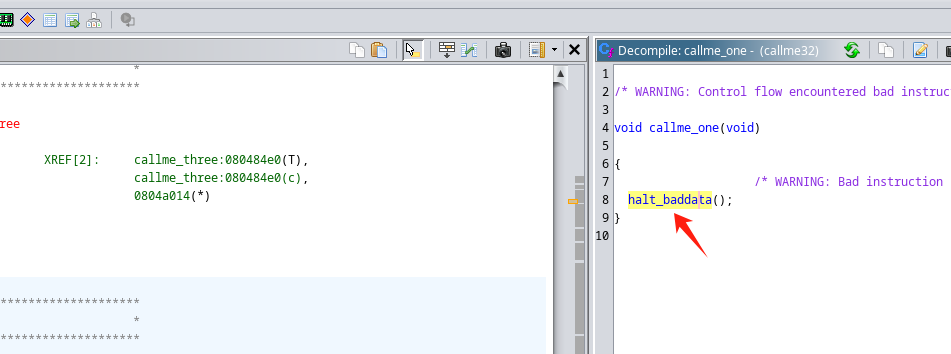 Decompile: callme_one - (callme32)
*
********************
ree
XREF[2]: callme_three:080484e0(T),
callme_three:080484e0(c),
0804a014(*)
********************
*
********************
1
2 /* WARNING: Control flow encountered bad instruc
3
4 void callme_one(void)
5
6 {
7 /* WARNING: Bad instruction
8 halt_baddata();
9 }
10